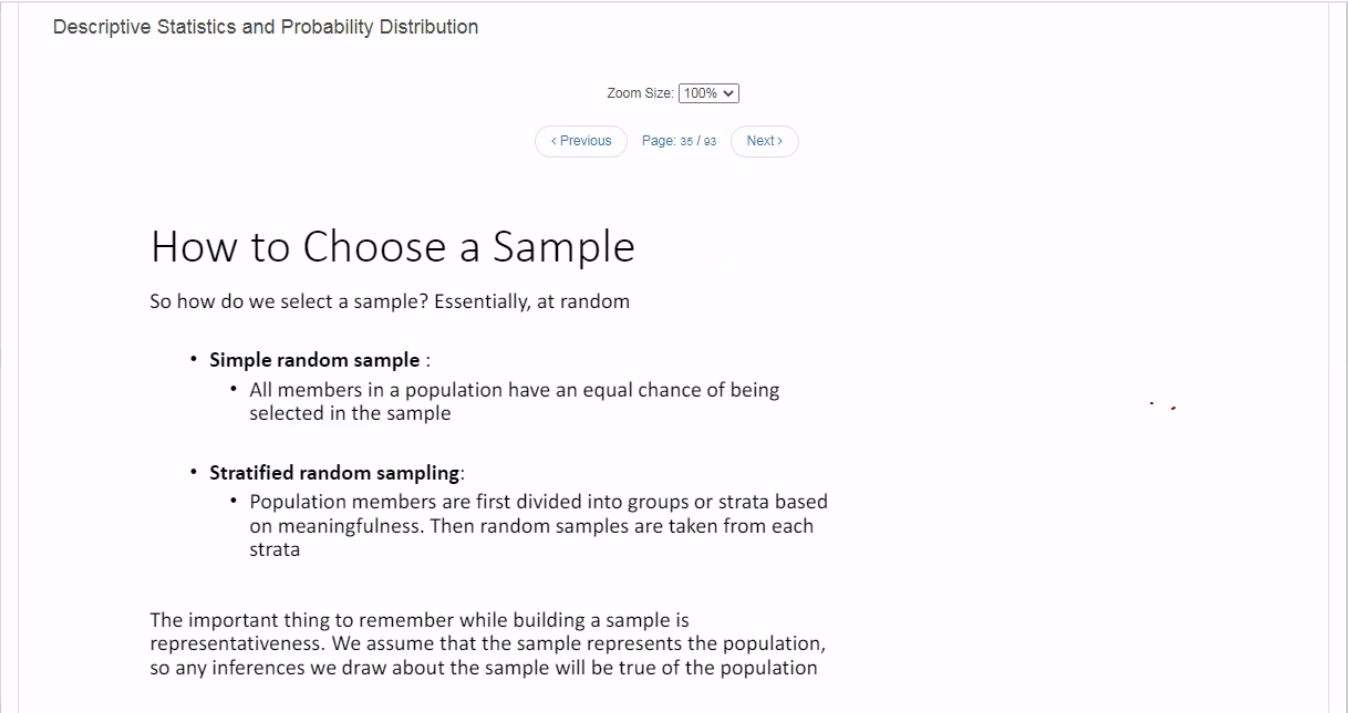 Descriptive Statistics and Probability Distribution
Zoom Size: 100%
‹ Previous Page: 35 / 93 Next ›
How to Choose a Sample
So how do we select a sample? Essentially, at random
• Simple random sample :
• All members in a population have an equal chance of being
selected in the sample
• Stratified random sampling:
• Population members are first divided into groups or strata based
on meaningfulness. Then random samples are taken from each
strata
The important thing to remember while building a sample is
representativeness. We assume that the sample represents the population,
so any inferences we draw about the sample will be true of the population